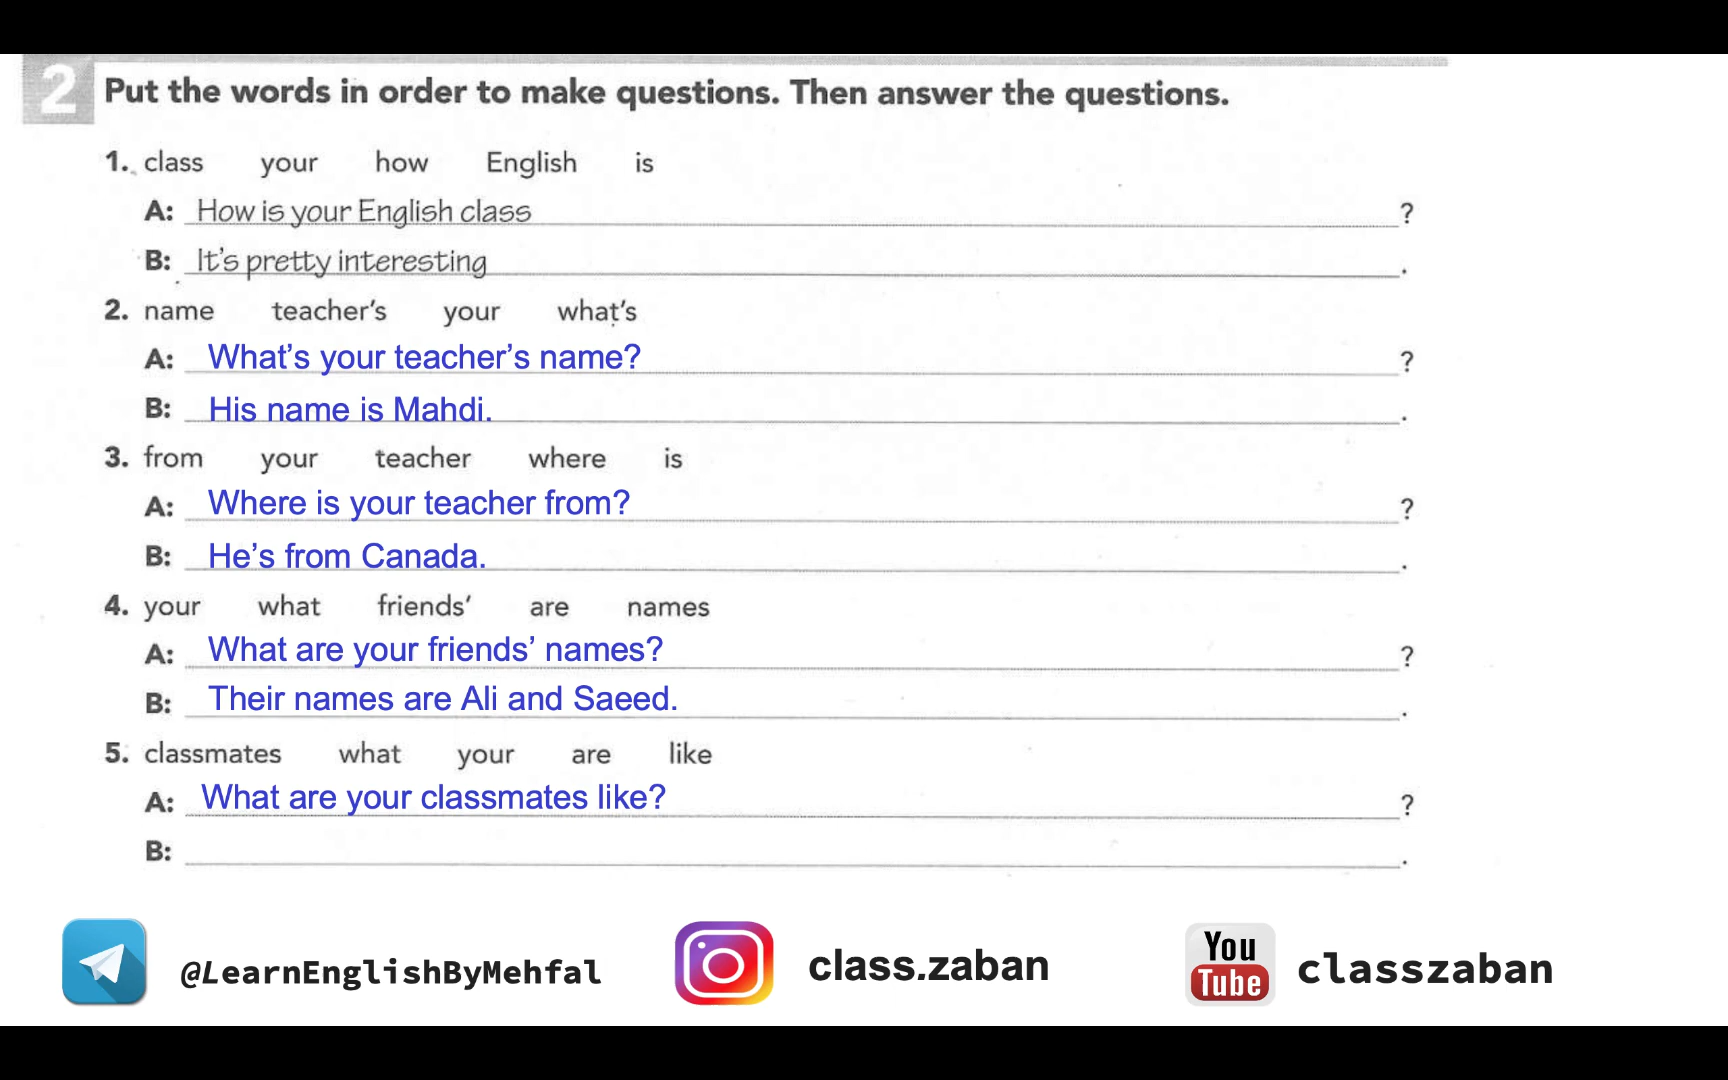 2 Put the words in order to make questions. Then answer the questions.
1. class your how English is
A: How is your English class ?
B: It's pretty interesting .
2. name teacher's your what's
A: What's your teacher's name? ?
B: His name is Mahdi. .
3. from your teacher where is
A: Where is your teacher from? ?
B: He's from Canada. .
4. your what friends' are names
A: What are your friends' names? ?
B: Their names are Ali and Saeed. .
5. classmates what your are like
A: What are your classmates like? ?
B: .
@LearnEnglishByMehfal class.zaban You Tube classzaban